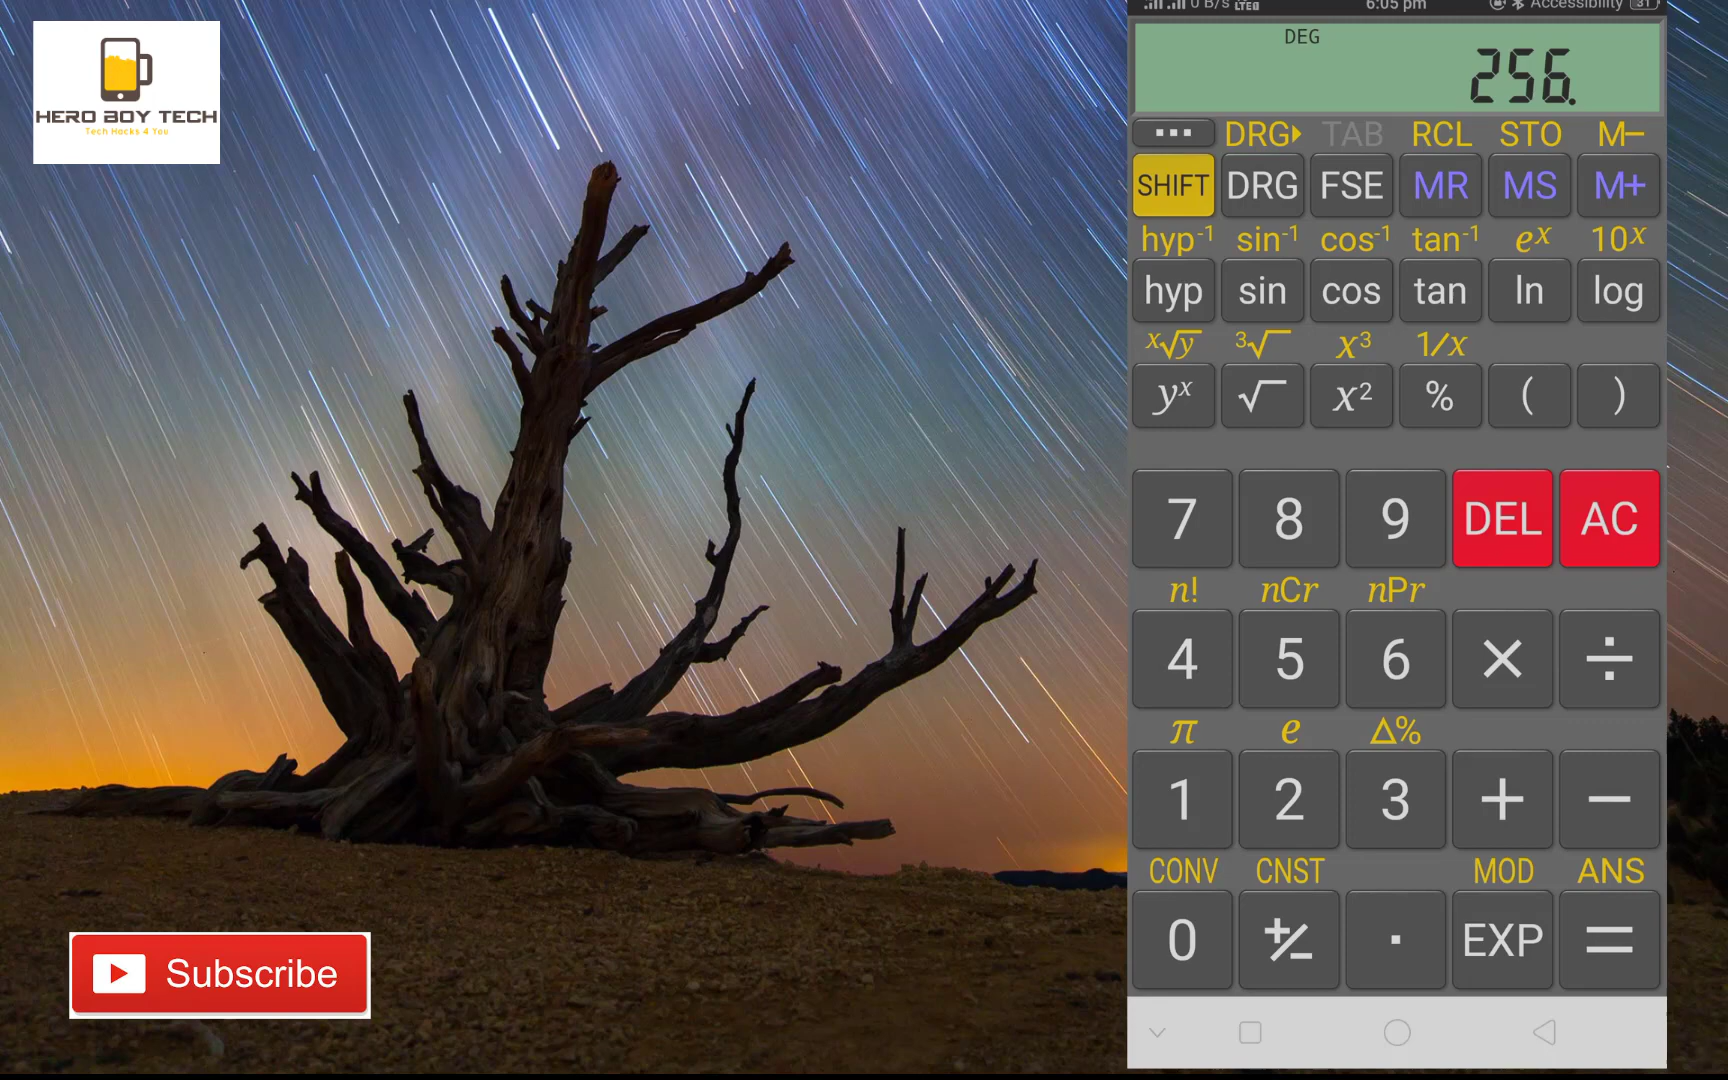 HERO BOY TECH
Tech Hacks 4 You
Subscribe
0 B/s LTE 6:05 pm Accessibility 31
DEG
256.
... DRG▸ TAB RCL STO M−
SHIFT DRG FSE MR MS M+
hyp⁻¹ sin⁻¹ cos⁻¹ tan⁻¹ eˣ 10ˣ
hyp sin cos tan ln log
ˣ√y ³√ x³ 1/x
yˣ √ x² % ( )
7 8 9 DEL AC
n! nCr nPr
4 5 6 × ÷
π e Δ%
1 2 3 + −
CONV CNST MOD ANS
0 +/− · EXP =